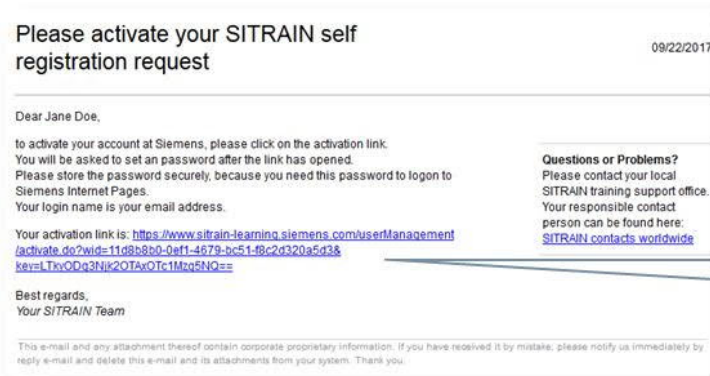 Please activate your SITRAIN self
registration request
09/22/2017
Dear Jane Doe,
to activate your account at Siemens, please click on the activation link.
You will be asked to set an password after the link has opened.
Please store the password securely, because you need this password to logon to
Siemens Internet Pages.
Your login name is your email address.
Your activation link is: https://www.sitrain-learning.siemens.com/userManagement
/activate.do?wid=11d8b8b0-0ef1-4679-bc51-f8c2d320a5d3&
key=LTkvODg3Njk2OTAxOTc1Mzg5NQ==
Questions or Problems?
Please contact your local
SITRAIN training support office.
Your responsible contact
person can be found here:
SITRAIN contacts worldwide
Best regards,
Your SITRAIN Team
This e-mail and any attachment thereof contain corporate proprietary information. If you have received it by mistake, please notify us immediately by
reply e-mail and delete this e-mail and its attachments from your system. Thank you.